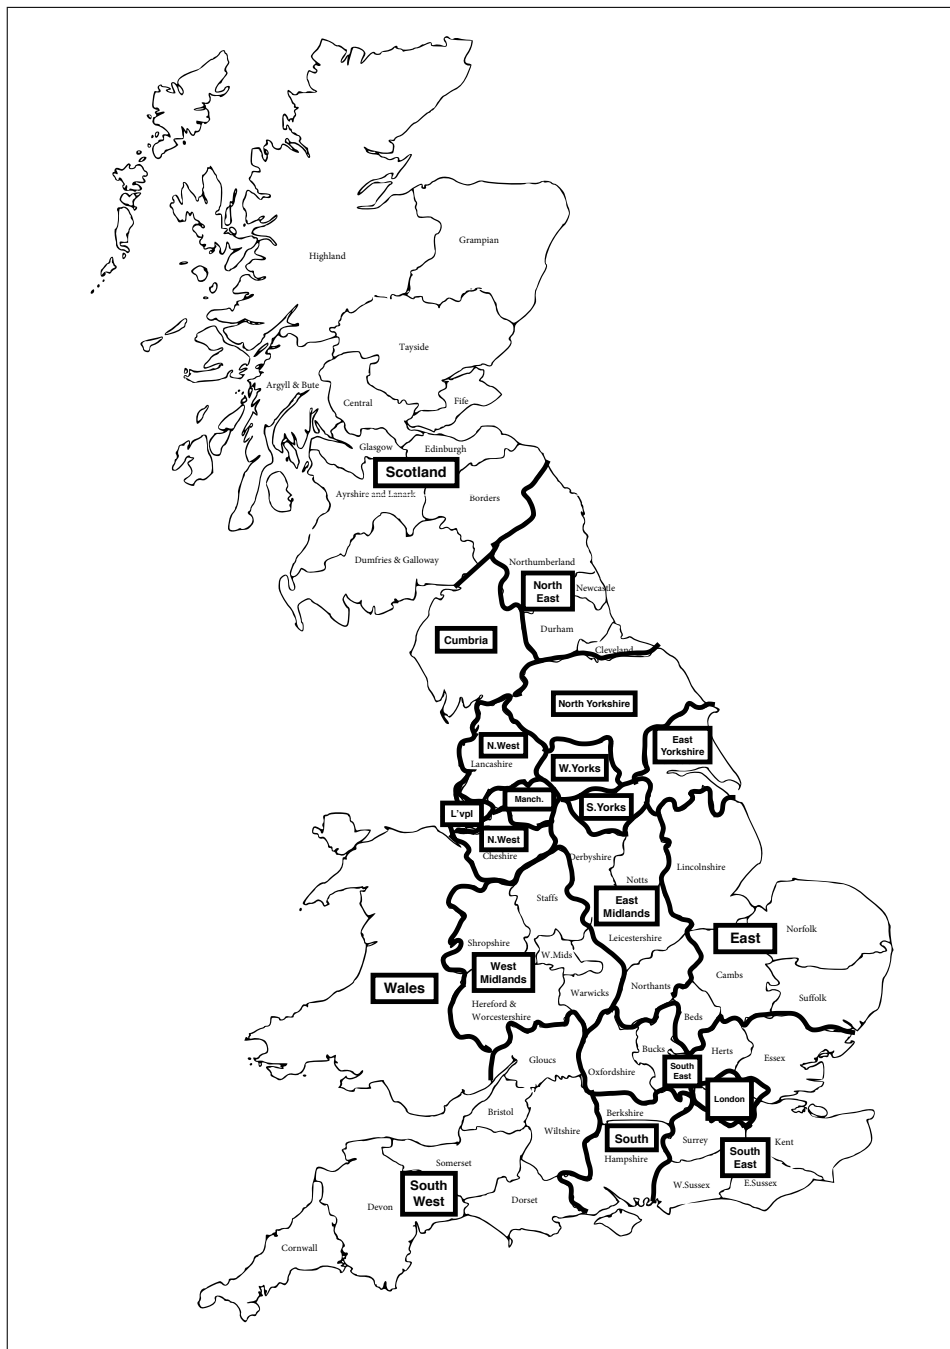 Grampian
Highland
Tayside
Argyll & Bute
Central
Fife
Glasgow
Edinburgh
Scotland
Ayrshire and Lanark
Borders
Dumfries & Galloway
Northumberland
North
East
Newcastle
Durham
Cumbria
Cleveland
North Yorkshire
N.West
East
Yorkshire
Lancashire
W.Yorks
Manch.
S.Yorks
L'vpl
N.West
Cheshire
Derbyshire
Lincolnshire
Notts
Staffs
East
Midlands
Norfolk
East
Leicestershire
Shropshire
W.Mids
West
Midlands
Cambs
Wales
Northants
Warwicks
Suffolk
Hereford &
Worcestershire
Beds
Bucks
Herts
Essex
Gloucs
Oxfordshire
South
East
London
Bristol
Berkshire
Wiltshire
South
Surrey
Kent
Hampshire
South
East
Somerset
W.Sussex
E.Sussex
South
West
Devon
Dorset
Cornwall